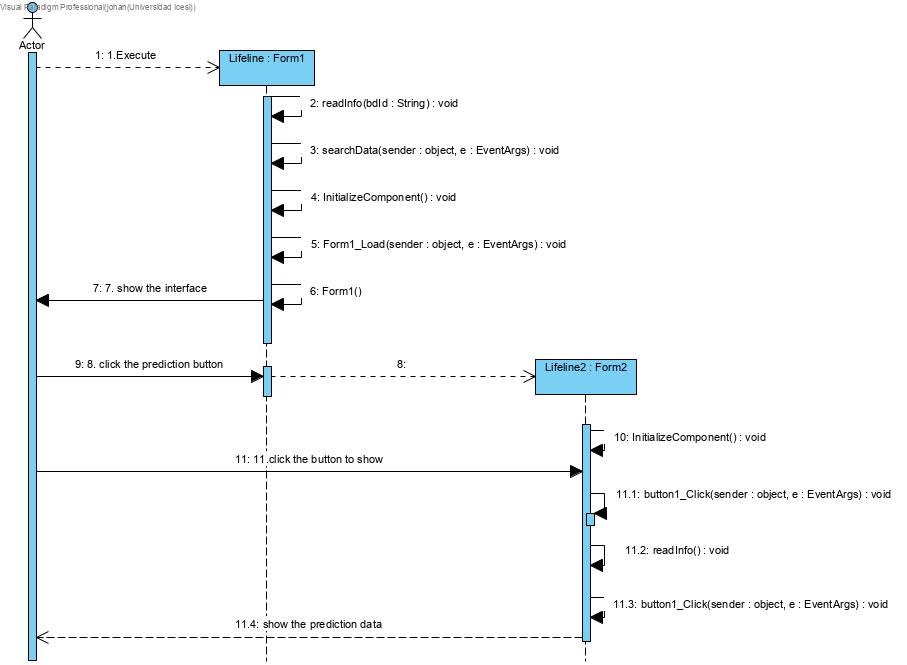 Visual Paradigm Professional(johan(Universidad Icesi))
Actor
1: 1.Execute
Lifeline : Form1
2: readInfo(bdId : String) : void
3: searchData(sender : object, e : EventArgs) : void
4: InitializeComponent() : void
5: Form1_Load(sender : object, e : EventArgs) : void
7: 7. show the interface
6: Form1()
9: 8. click the prediction button
8:
Lifeline2 : Form2
10: InitializeComponent() : void
11: 11.click the button to show
11.1: button1_Click(sender : object, e : EventArgs) : void
11.2: readInfo() : void
11.3: button1_Click(sender : object, e : EventArgs) : void
11.4: show the prediction data